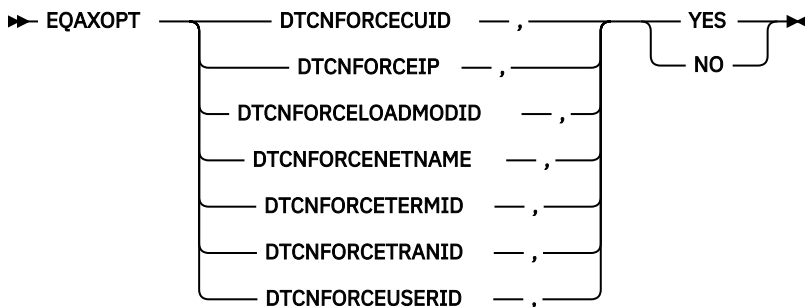 EQAXOPT DTCNFORCECUID , YES
DTCNFORCEIP , NO
DTCNFORCELOADMODID ,
DTCNFORCENETNAME ,
DTCNFORCETERMID ,
DTCNFORCETRANID ,
DTCNFORCEUSERID ,